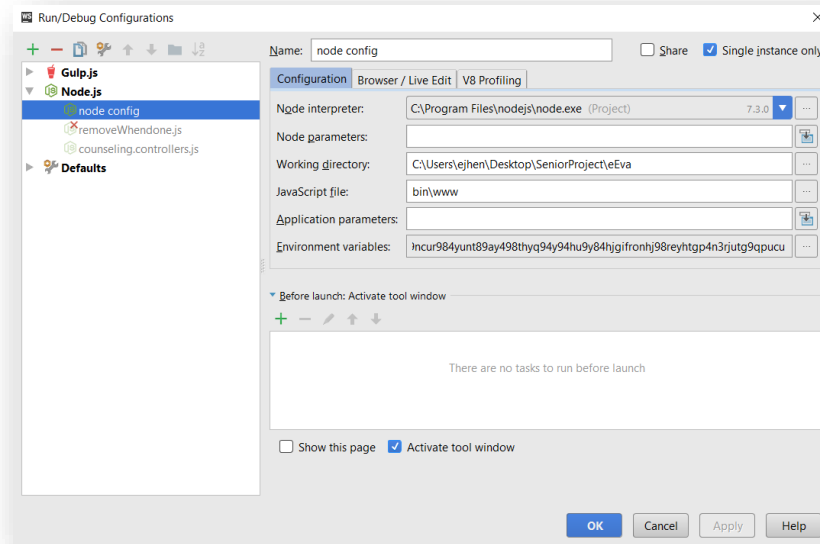 WS Run/Debug Configurations
Name: node config Share Single instance only
Gulp.js
Node.js
node config
removeWhendone.js
counseling.controllers.js
Defaults
Configuration Browser / Live Edit V8 Profiling
Node interpreter: C:\Program Files\nodejs\node.exe (Project) 7.3.0
Node parameters:
Working directory: C:\Users\ejhen\Desktop\SeniorProject\eEva
JavaScript file: bin\www
Application parameters:
Environment variables: ncur984yunt89ay498thyq94y94hu9y84hjgifronhj98reyhtgp4n3rjutg9qpucu
Before launch: Activate tool window
There are no tasks to run before launch
Show this page Activate tool window
OK Cancel Apply Help